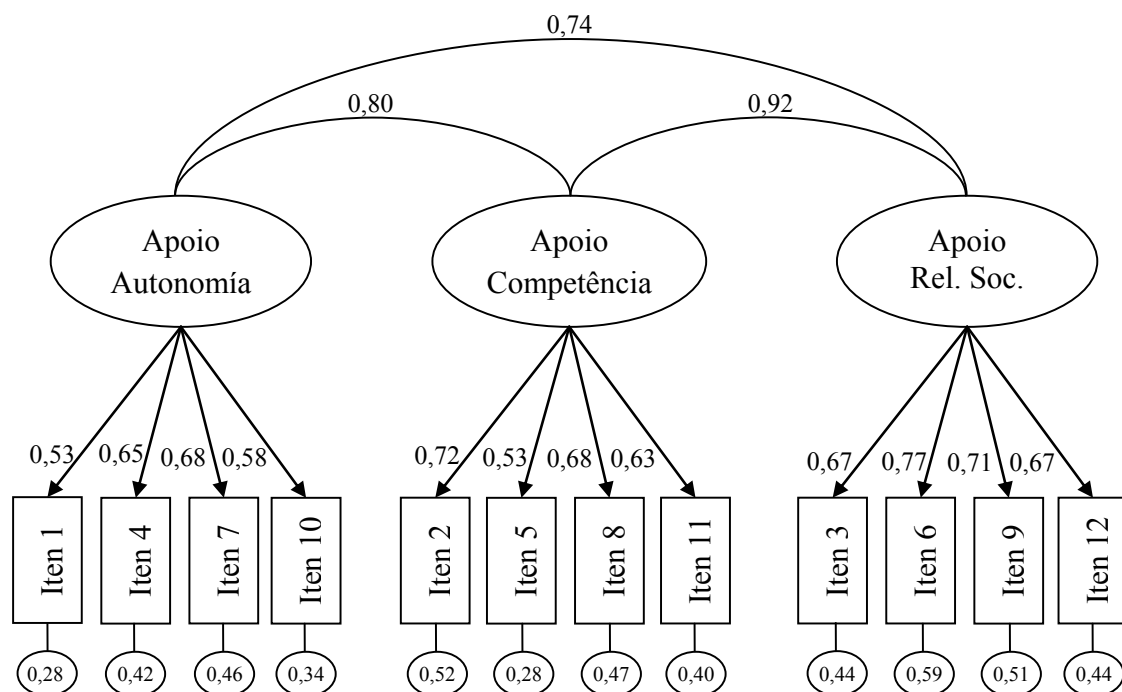 0,74
0,80
0,92
Apoio
Autonomía
Apoio
Competência
Apoio
Rel. Soc.
0,53
0,65
0,68
0,58
0,72
0,53
0,68
0,63
0,67
0,77
0,71
0,67
Iten 1
Iten 4
Iten 7
Iten 10
Iten 2
Iten 5
Iten 8
Iten 11
Iten 3
Iten 6
Iten 9
Iten 12
0,28
0,42
0,46
0,34
0,52
0,28
0,47
0,40
0,44
0,59
0,51
0,44